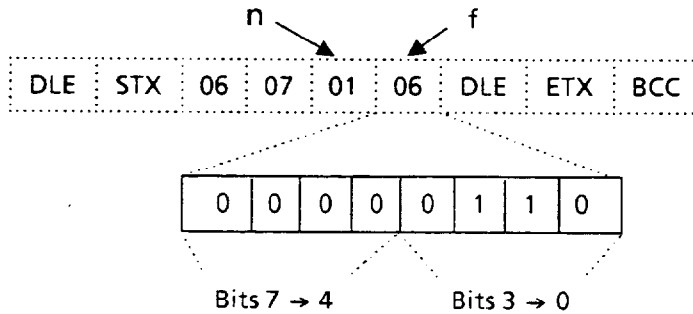 n f
DLE STX 06 07 01 06 DLE ETX BCC
0 0 0 0 0 1 1 0
Bits 7 → 4 Bits 3 → 0